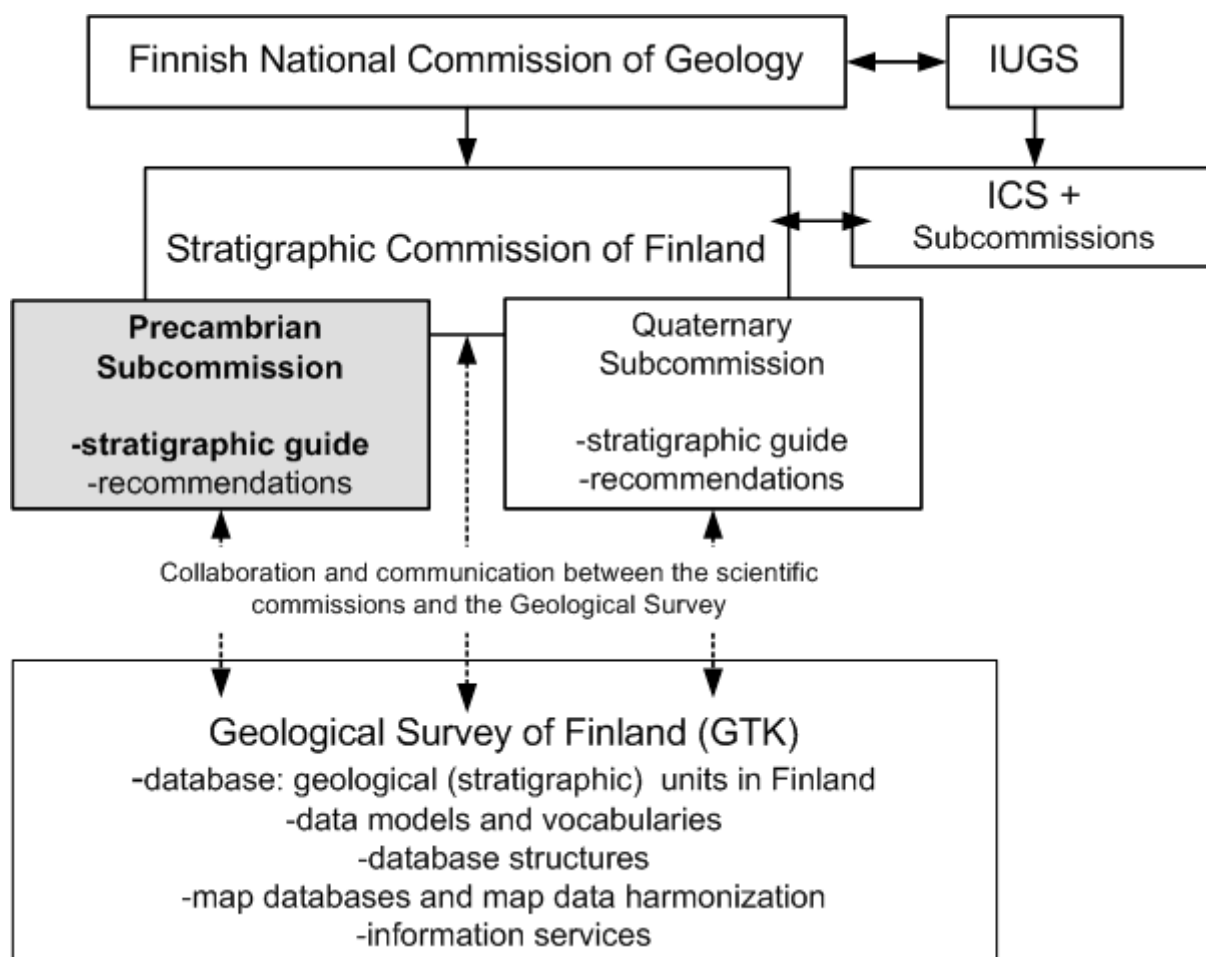 Finnish National Commission of Geology
IUGS
ICS +
Subcommissions
Stratigraphic Commission of Finland
Precambrian
Subcommission
-stratigraphic guide
-recommendations
Quaternary
Subcommission
-stratigraphic guide
-recommendations
Collaboration and communication between the scientific
commissions and the Geological Survey
Geological Survey of Finland (GTK)
-database: geological (stratigraphic) units in Finland
-data models and vocabularies
-database structures
-map databases and map data harmonization
-information services